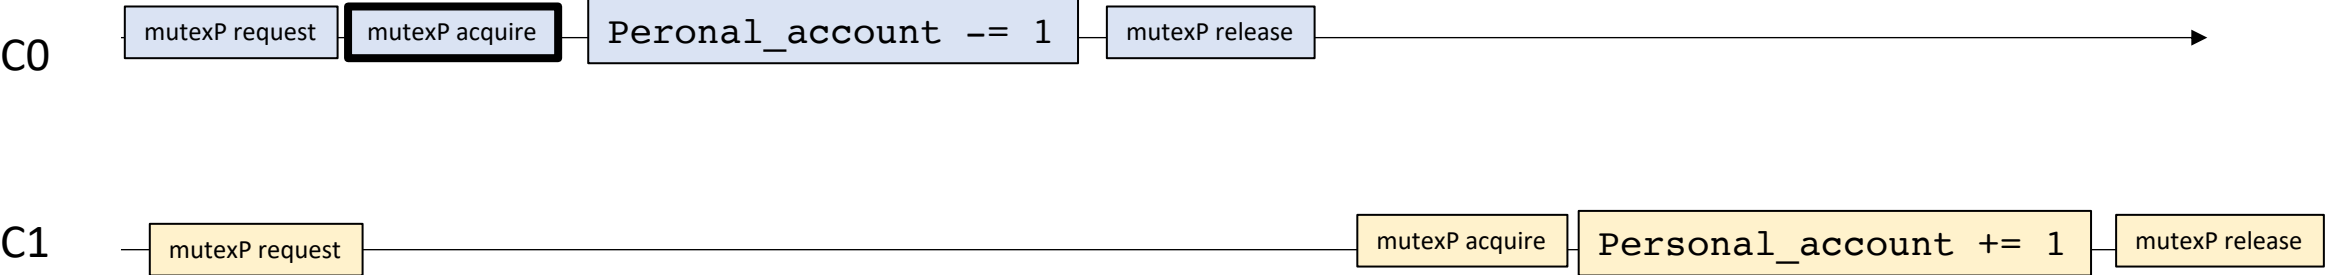 C0
mutexP request
mutexP acquire
Peronal_account -= 1
mutexP release
C1
mutexP request
mutexP acquire
Personal_account += 1
mutexP release